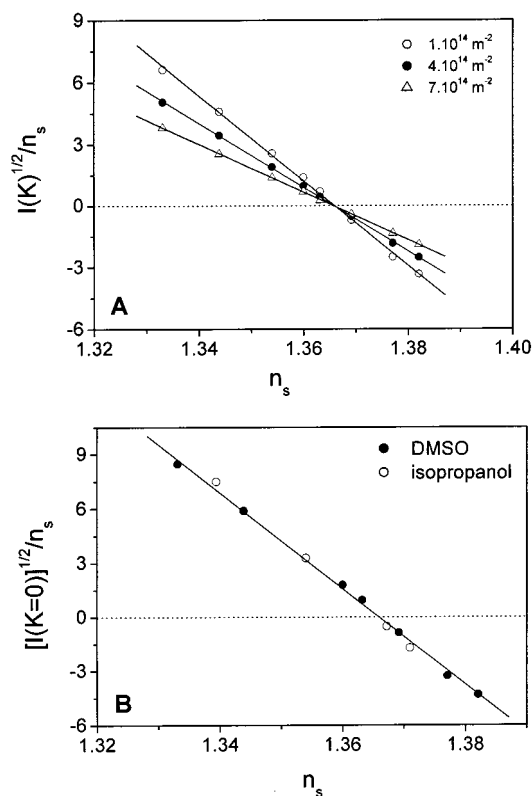 9
6
3
0
-3
-6
I(K)^{1/2}/n_s
○ 1.10^{14} m^{-2}
● 4.10^{14} m^{-2}
△ 7.10^{14} m^{-2}
A
1.32
1.34
1.36
1.38
1.40
n_s
9
6
3
0
-3
-6
[I(K=0)]^{1/2}/n_s
● DMSO
○ isopropanol
B
1.32
1.34
1.36
1.38
n_s